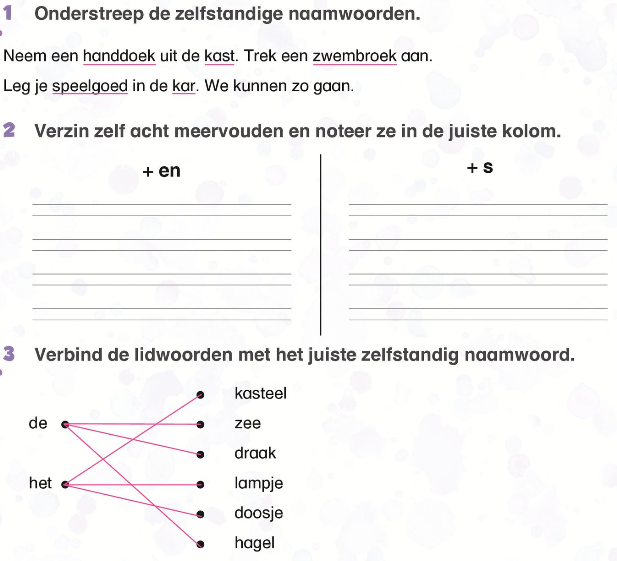 1 Onderstreep de zelfstandige naamwoorden.
Neem een handdoek uit de kast. Trek een zwembroek aan.
Leg je speelgoed in de kar. We kunnen zo gaan.
2 Verzin zelf acht meervouden en noteer ze in de juiste kolom.
+ en
+ s
3 Verbind de lidwoorden met het juiste zelfstandig naamwoord.
kasteel
de
zee
draak
het
lampje
doosje
hagel